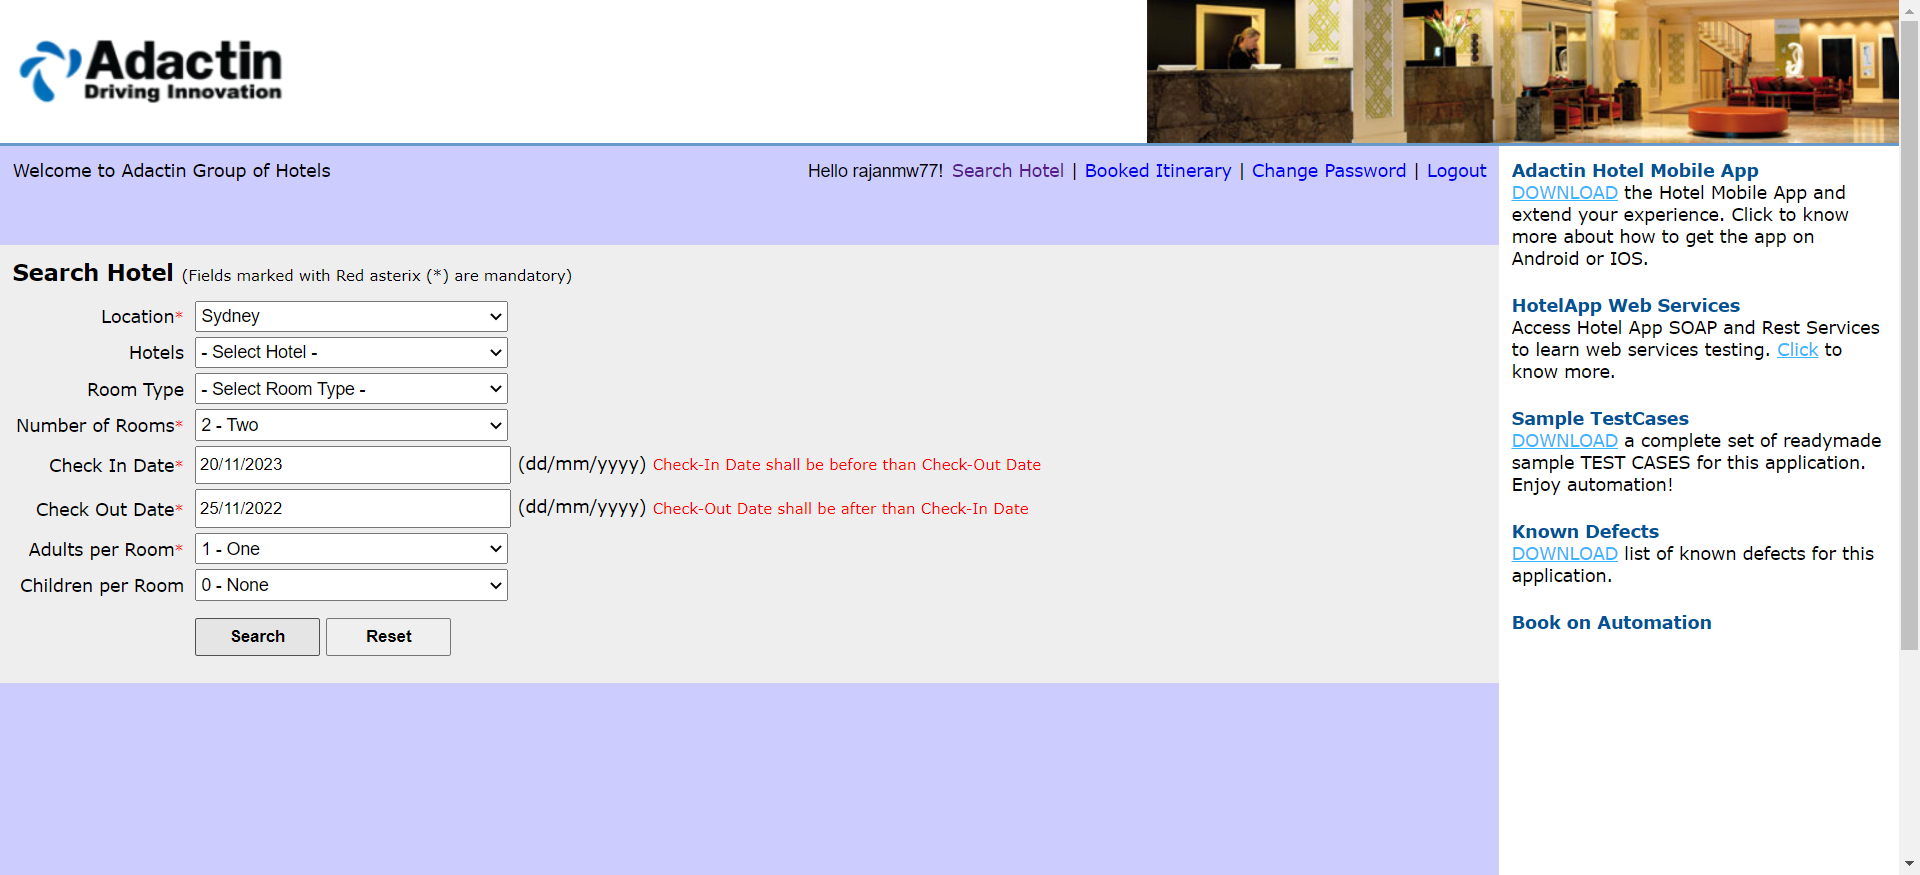 Adactin
Driving Innovation
Welcome to Adactin Group of Hotels
Hello rajanmw77! Search Hotel | Booked Itinerary | Change Password | Logout
Search Hotel (Fields marked with Red asterix (*) are mandatory)
Location* Sydney
Hotels - Select Hotel -
Room Type - Select Room Type -
Number of Rooms* 2 - Two
Check In Date* 20/11/2023 (dd/mm/yyyy) Check-In Date shall be before than Check-Out Date
Check Out Date* 25/11/2022 (dd/mm/yyyy) Check-Out Date shall be after than Check-In Date
Adults per Room* 1 - One
Children per Room 0 - None
Search Reset
Adactin Hotel Mobile App
DOWNLOAD the Hotel Mobile App and
extend your experience. Click to know
more about how to get the app on
Android or IOS.
HotelApp Web Services
Access Hotel App SOAP and Rest Services
to learn web services testing. Click to
know more.
Sample TestCases
DOWNLOAD a complete set of readymade
sample TEST CASES for this application.
Enjoy automation!
Known Defects
DOWNLOAD list of known defects for this
application.
Book on Automation